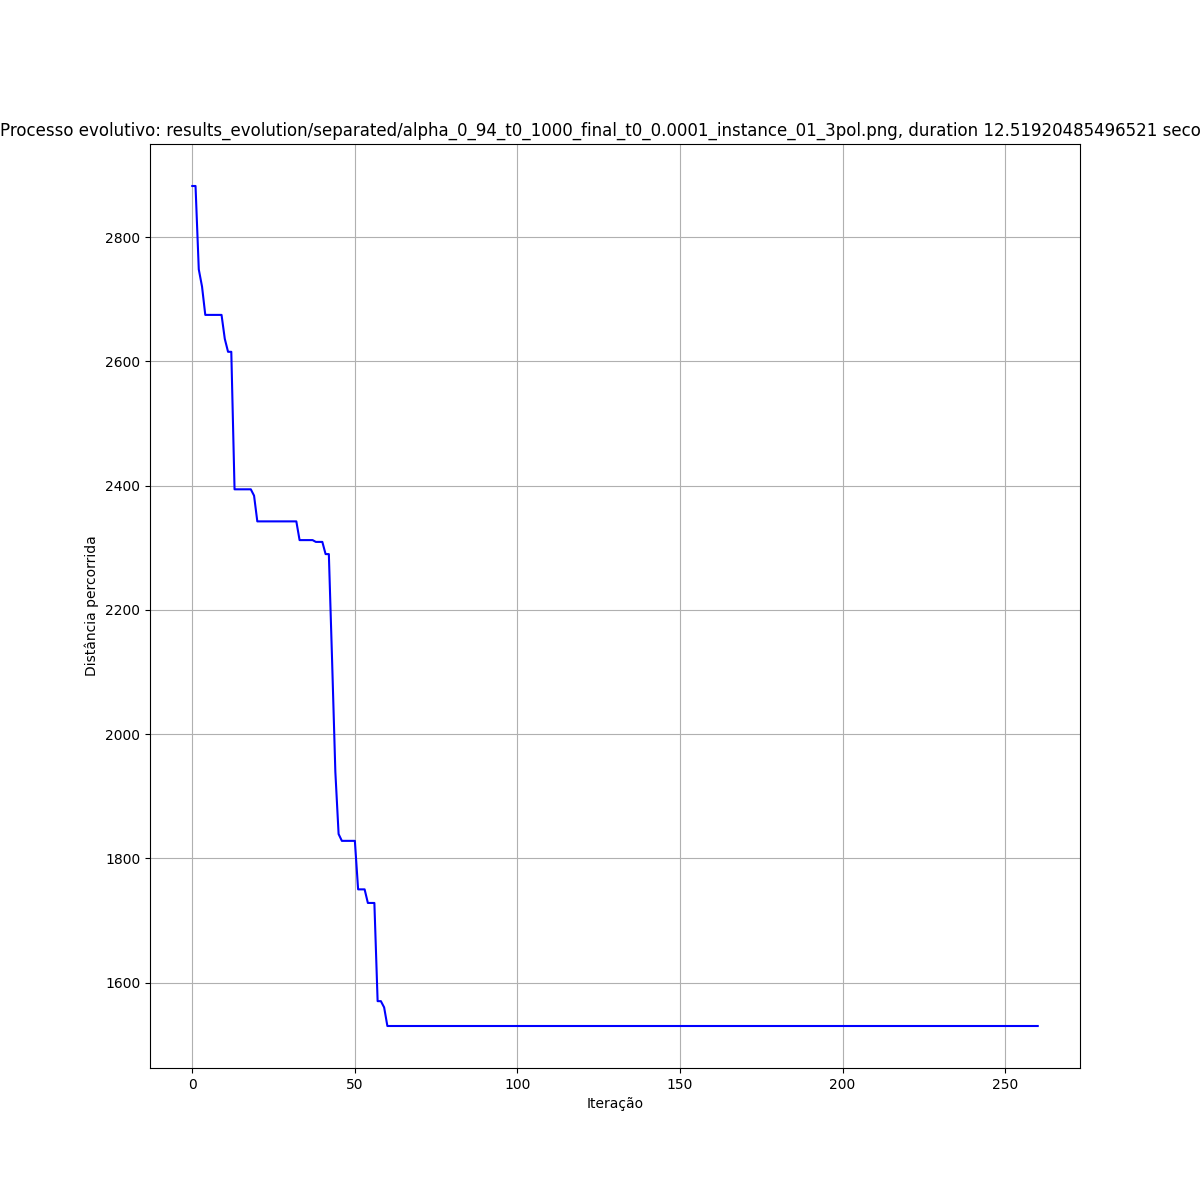 Processo evolutivo: results_evolution/separated/alpha_0_94_t0_1000_final_t0_0.0001_instance_01_3pol.png, duration 12.51920485496521 seco
2800
2600
2400
2200
2000
1800
1600
Distância percorrida
0 50 100 150 200 250
Iteração